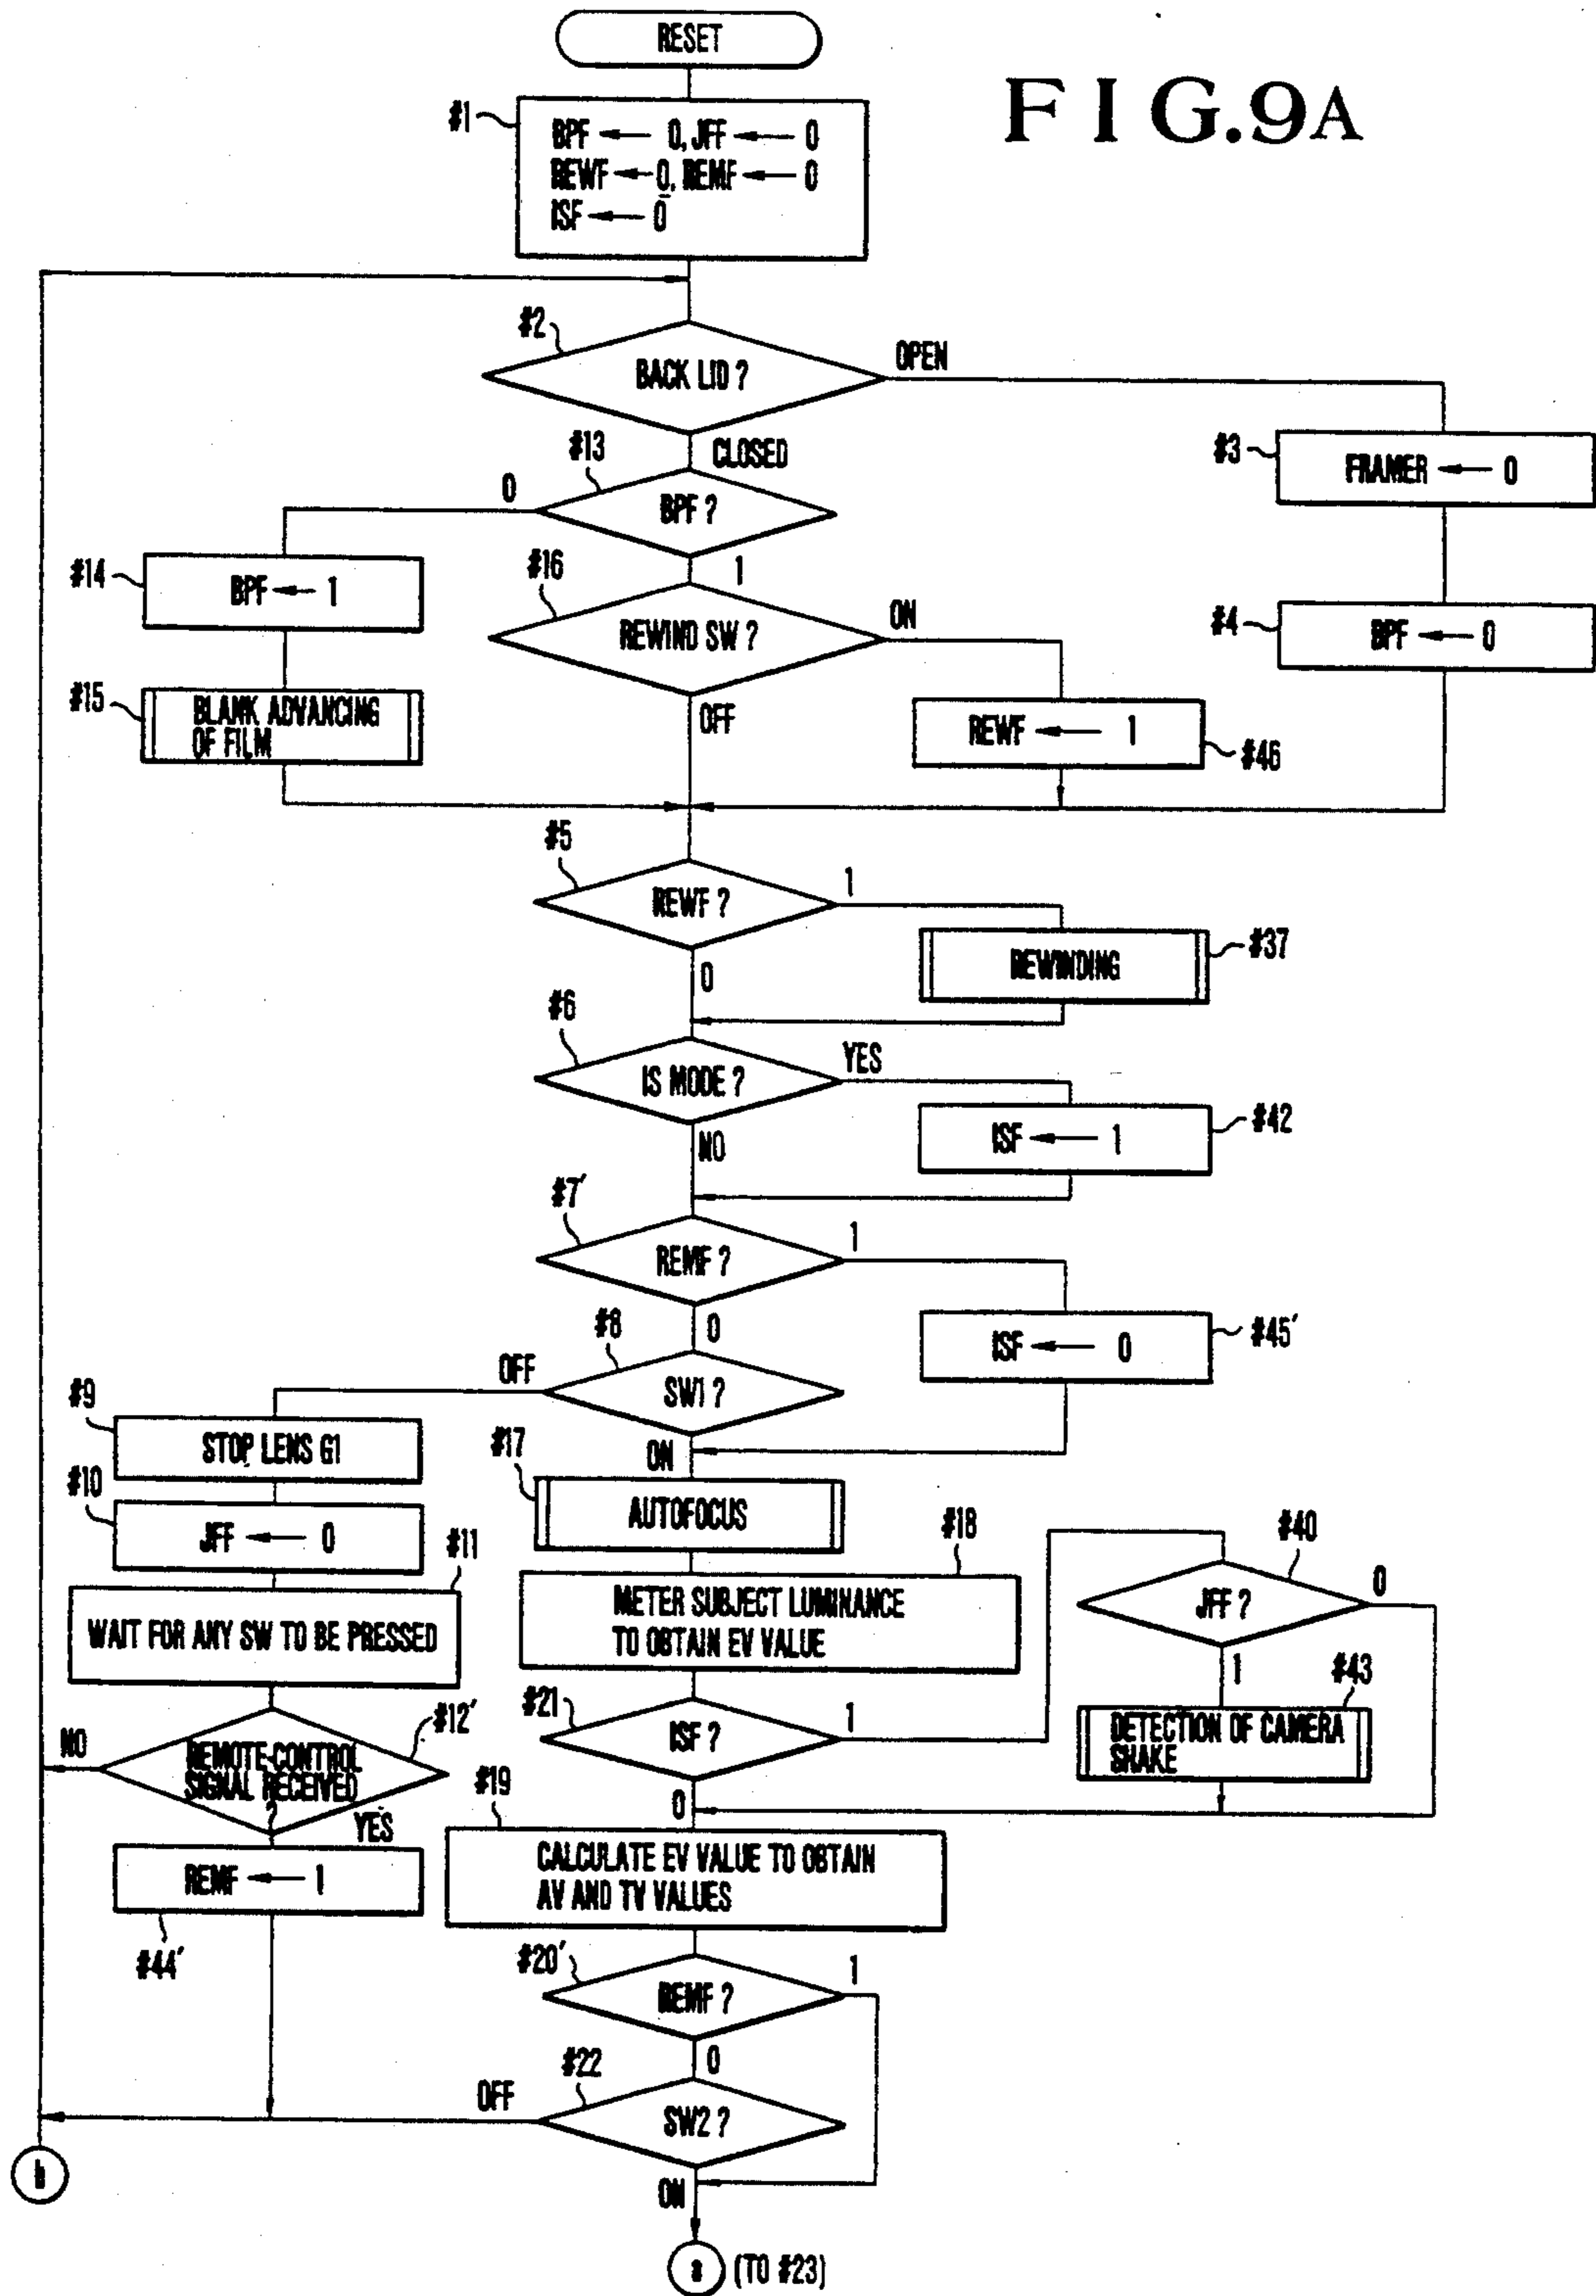 FIG.9A
RESET
#1
BPF ← 0, JFF ← 0
REWF ← 0, REMF ← 0
ISF ← 0
#2
BACK LID ?
OPEN
CLOSED
#3
FRAMER ← 0
#4
BPF ← 0
#13
BPF ?
0
1
#14
BPF ← 1
#15
BLANK ADVANCING
OF FILM
#16
REWIND SW ?
ON
OFF
REWF ← 1
#46
#5
REWF ?
1
0
REWINDING
#37
#6
IS MODE ?
YES
NO
ISF ← 1
#42
#7'
REMF ?
1
0
ISF ← 0
#45'
#8
SW1 ?
OFF
ON
#9
STOP LENS G1
#10
JFF ← 0
#11
WAIT FOR ANY SW TO BE PRESSED
#12'
REMOTE-CONTROL
SIGNAL RECEIVED
?
NO
YES
REMF ← 1
#44'
#17
AUTOFOCUS
#18
METER SUBJECT LUMINANCE
TO OBTAIN EV VALUE
#21
ISF ?
1
0
#40
JFF ?
0
1
#43
DETECTION OF CAMERA
SHAKE
#19
CALCULATE EV VALUE TO OBTAIN
AV AND TV VALUES
#20'
REMF ?
1
0
#22
SW2 ?
OFF
ON
b
a (TO #23)